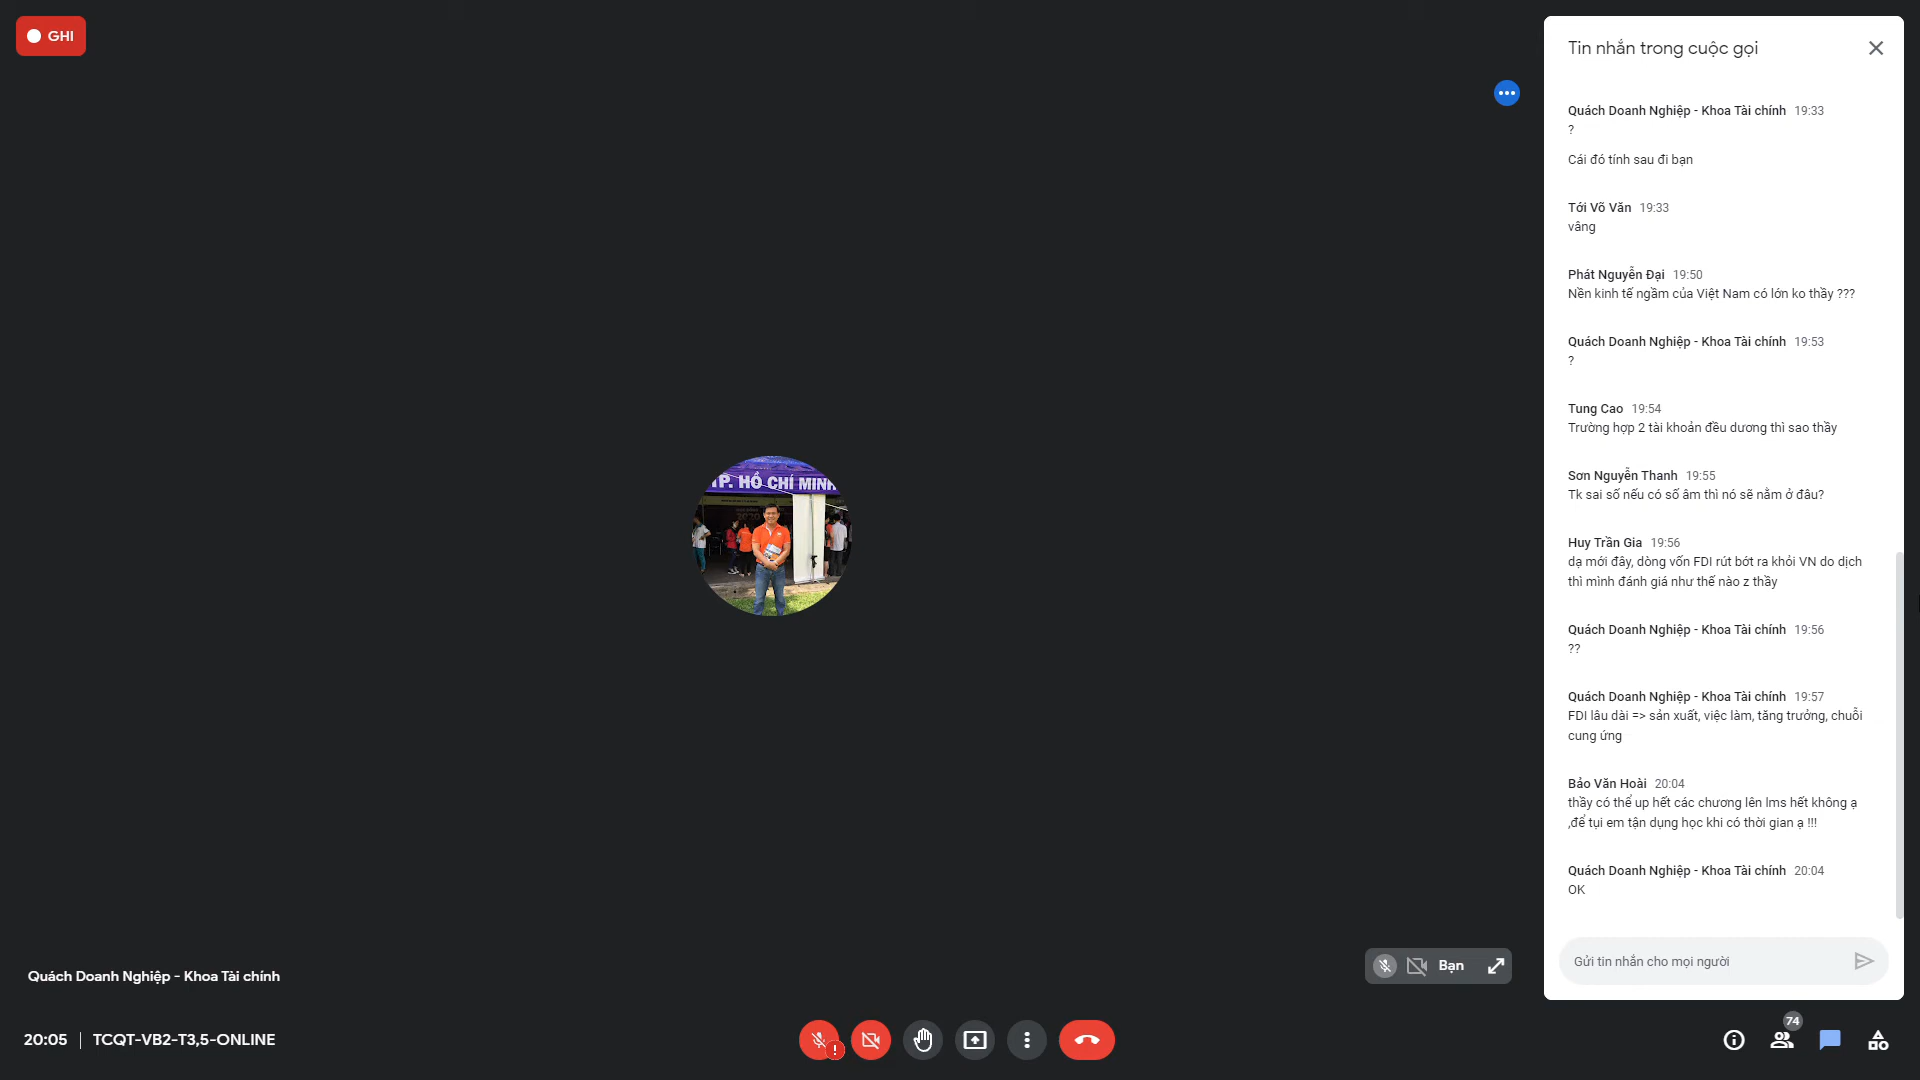 GHI
TP. HỒ CHÍ MINH
Quách Doanh Nghiệp - Khoa Tài chính
Bạn
20:05 | TCQT-VB2-T3,5-ONLINE
Tin nhắn trong cuộc gọi
Quách Doanh Nghiệp - Khoa Tài chính 19:33
?
Cái đó tính sau đi bạn
Tới Võ Văn 19:33
vâng
Phát Nguyễn Đại 19:50
Nền kinh tế ngầm của Việt Nam có lớn ko thầy ???
Quách Doanh Nghiệp - Khoa Tài chính 19:53
?
Tung Cao 19:54
Trường hợp 2 tài khoản đều dương thì sao thầy
Sơn Nguyễn Thanh 19:55
Tk sai số nếu có số âm thì nó sẽ nằm ở đâu?
Huy Trần Gia 19:56
dạ mới đây, dòng vốn FDI rút bớt ra khỏi VN do dịch
thì mình đánh giá như thế nào z thầy
Quách Doanh Nghiệp - Khoa Tài chính 19:56
??
Quách Doanh Nghiệp - Khoa Tài chính 19:57
FDI lâu dài => sản xuất, việc làm, tăng trưởng, chuỗi
cung ứng
Bảo Văn Hoài 20:04
thầy có thể up hết các chương lên lms hết không ạ
,để tụi em tận dụng học khi có thời gian ạ !!!
Quách Doanh Nghiệp - Khoa Tài chính 20:04
OK
Gửi tin nhắn cho mọi người
74